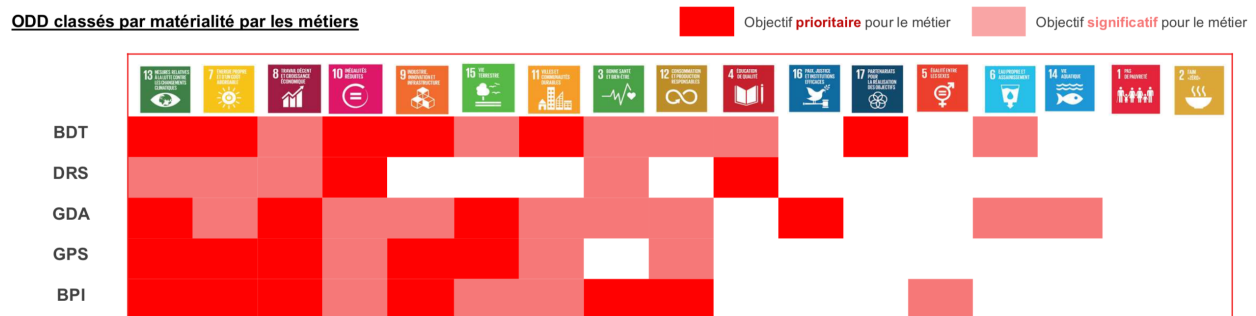 ODD classés par matérialité par les métiers
Objectif prioritaire pour le métier
Objectif significatif pour le métier
13 MESURES RELATIVES
À LA LUTTE CONTRE
LES CHANGEMENTS
CLIMATIQUES
7 ÉNERGIE PROPRE
ET D'UN COÛT
ABORDABLE
8 TRAVAIL DÉCENT
ET CROISSANCE
ÉCONOMIQUE
10 INÉGALITÉS
RÉDUITES
9 INDUSTRIE,
INNOVATION ET
INFRASTRUCTURE
15 VIE
TERRESTRE
11 VILLES ET
COMMUNAUTÉS
DURABLES
3 BONNE SANTÉ
ET BIEN-ÊTRE
12 CONSOMMATION
ET PRODUCTION
RESPONSABLES
4 ÉDUCATION
DE QUALITÉ
16 PAIX, JUSTICE
ET INSTITUTIONS
EFFICACES
17 PARTENARIATS
POUR LA RÉALISATION
DES OBJECTIFS
5 ÉGALITÉ ENTRE
LES SEXES
6 EAU PROPRE ET
ASSAINISSEMENT
14 VIE
AQUATIQUE
1 PAS
DE PAUVRETÉ
2 FAIM
«ZÉRO»
BDT
DRS
GDA
GPS
BPI